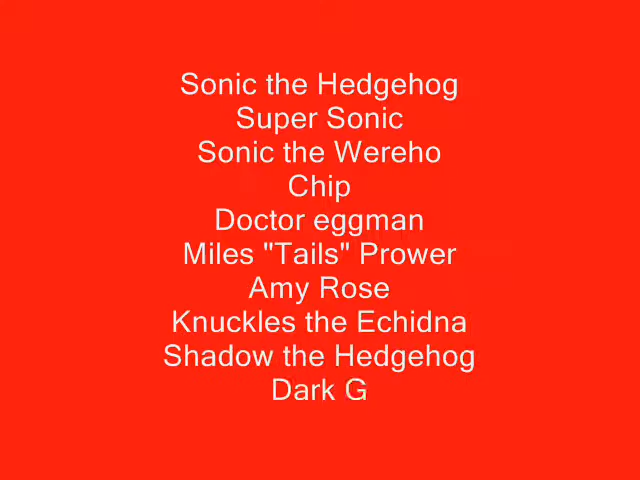 Sonic the Hedgehog
Super Sonic
Sonic the Wereho
Chip
Doctor eggman
Miles "Tails" Prower
Amy Rose
Knuckles the Echidna
Shadow the Hedgehog
Dark G